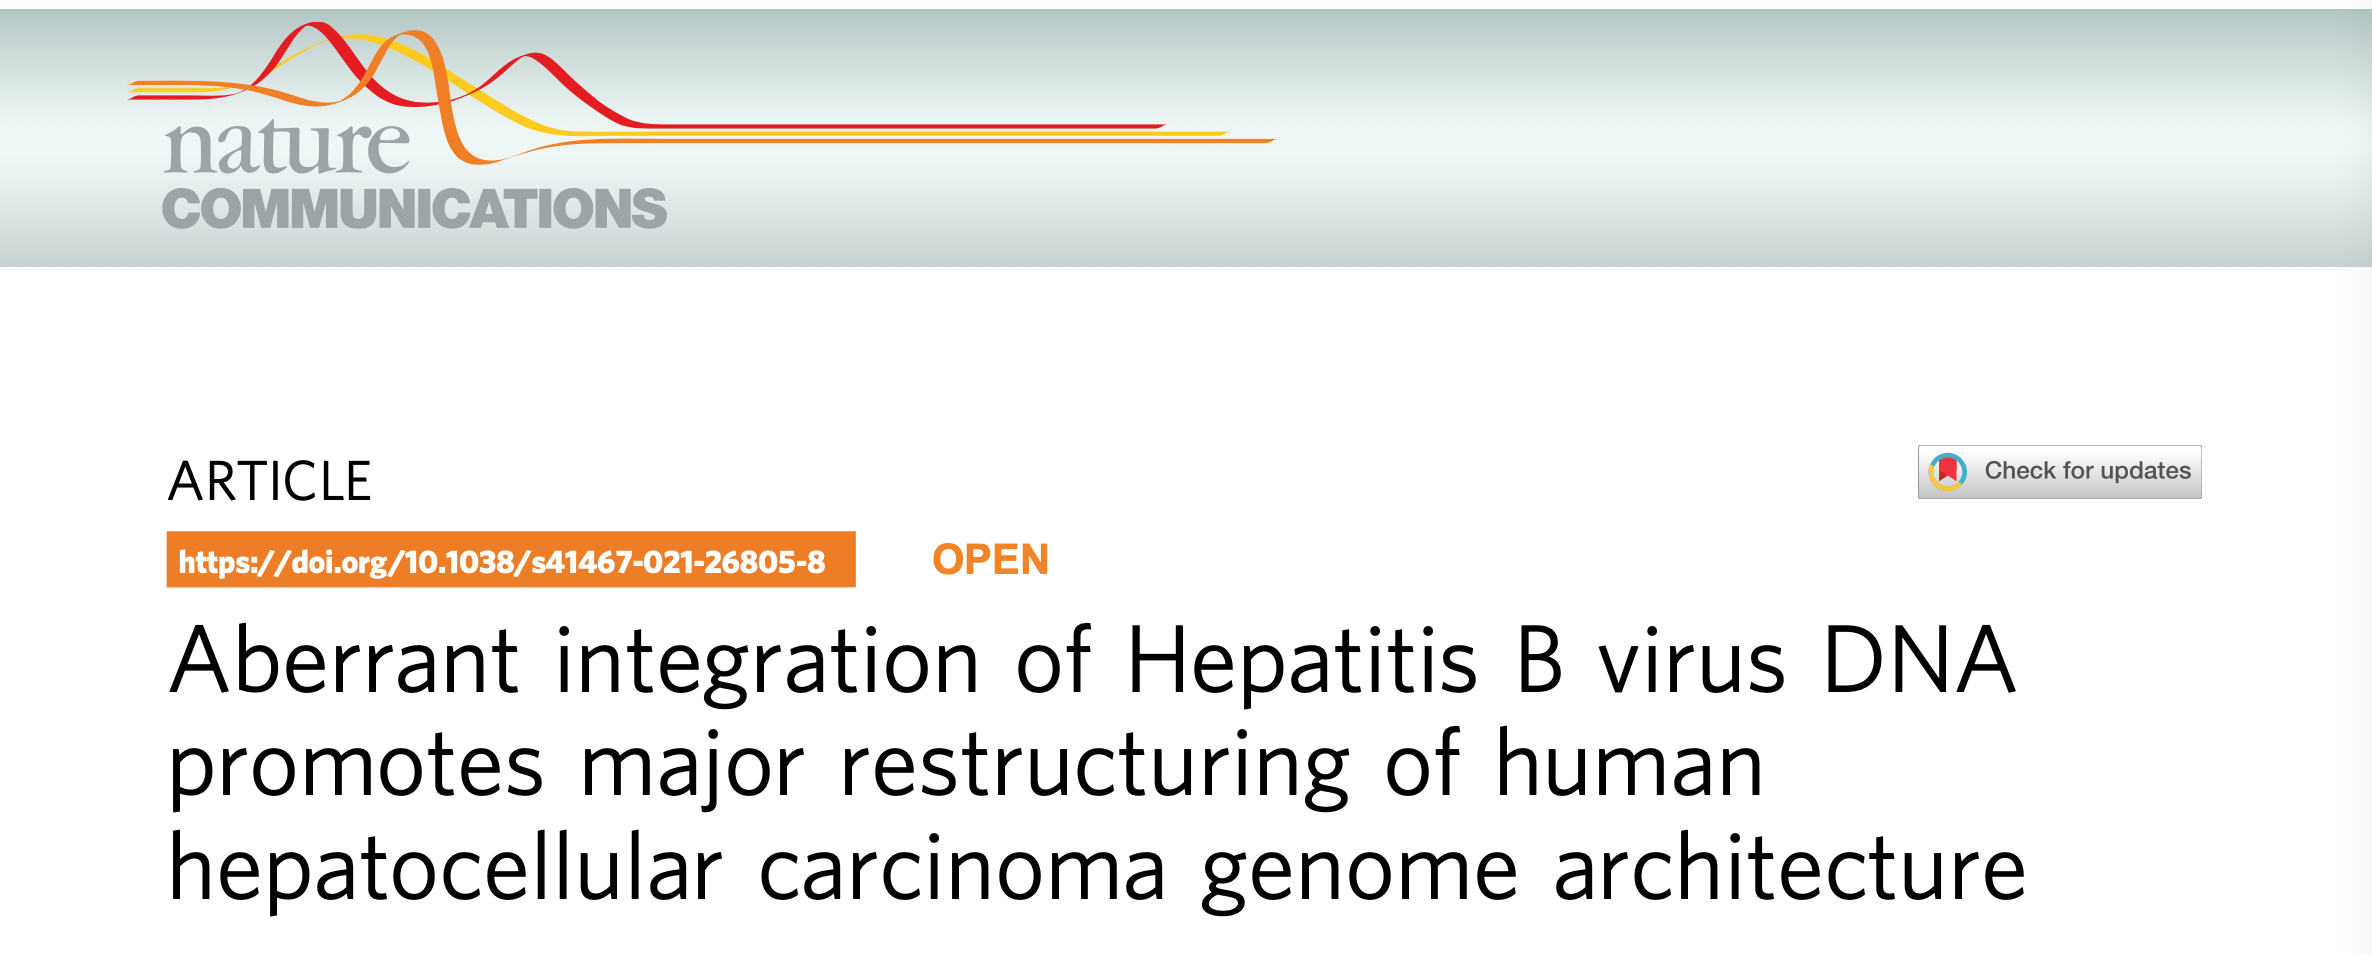 nature
COMMUNICATIONS
ARTICLE
Check for updates
https://doi.org/10.1038/s41467-021-26805-8
OPEN
Aberrant integration of Hepatitis B virus DNA
promotes major restructuring of human
hepatocellular carcinoma genome architecture